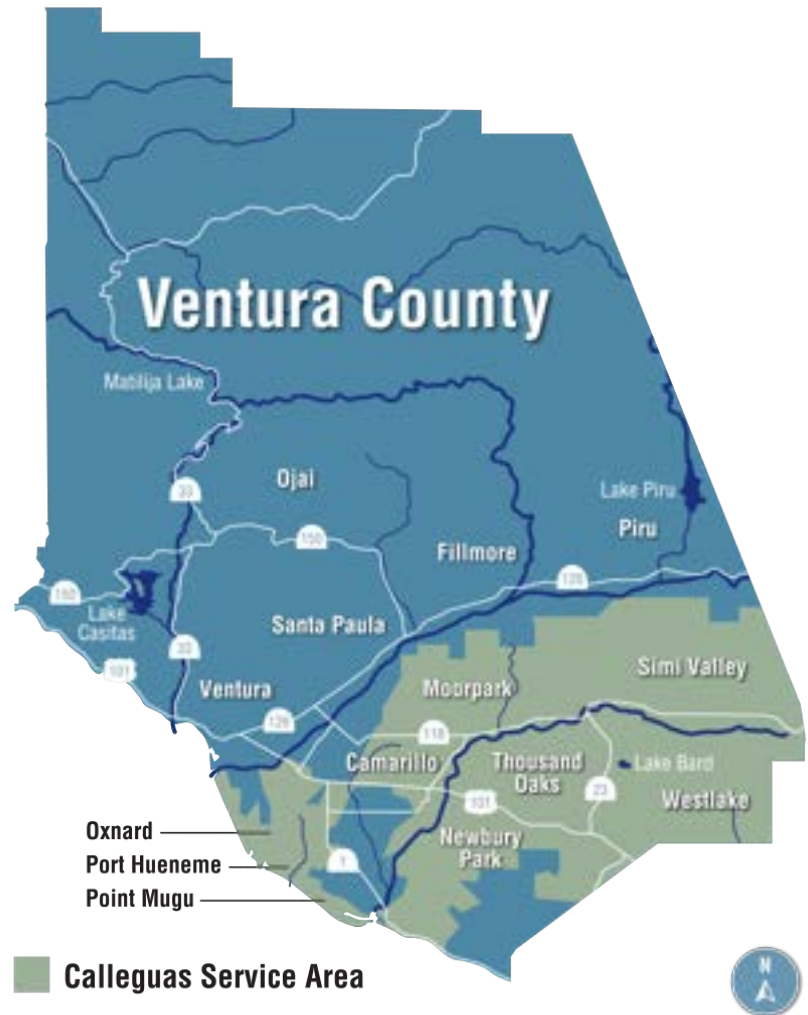 Ventura County
Matilija Lake
33
Ojai
Lake Piru
Piru
150
Fillmore
126
150
Lake
Casitas
Santa Paula
33
101
Ventura
Simi Valley
Moorpark
126
118
Camarillo
Thousand
Oaks
Lake Bard
23
101
Westlake
Oxnard
Newbury
Park
Port Hueneme
1
Point Mugu
Calleguas Service Area
N